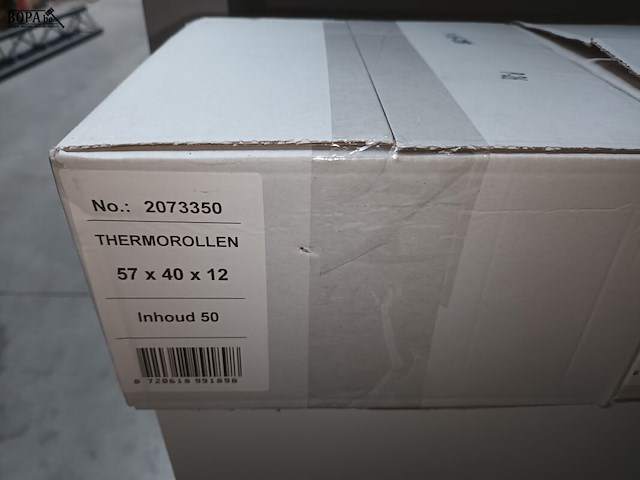 BOPA
No.: 2073350
THERMOROLLEN
57 x 40 x 12
Inhoud 50
8 720618 991898